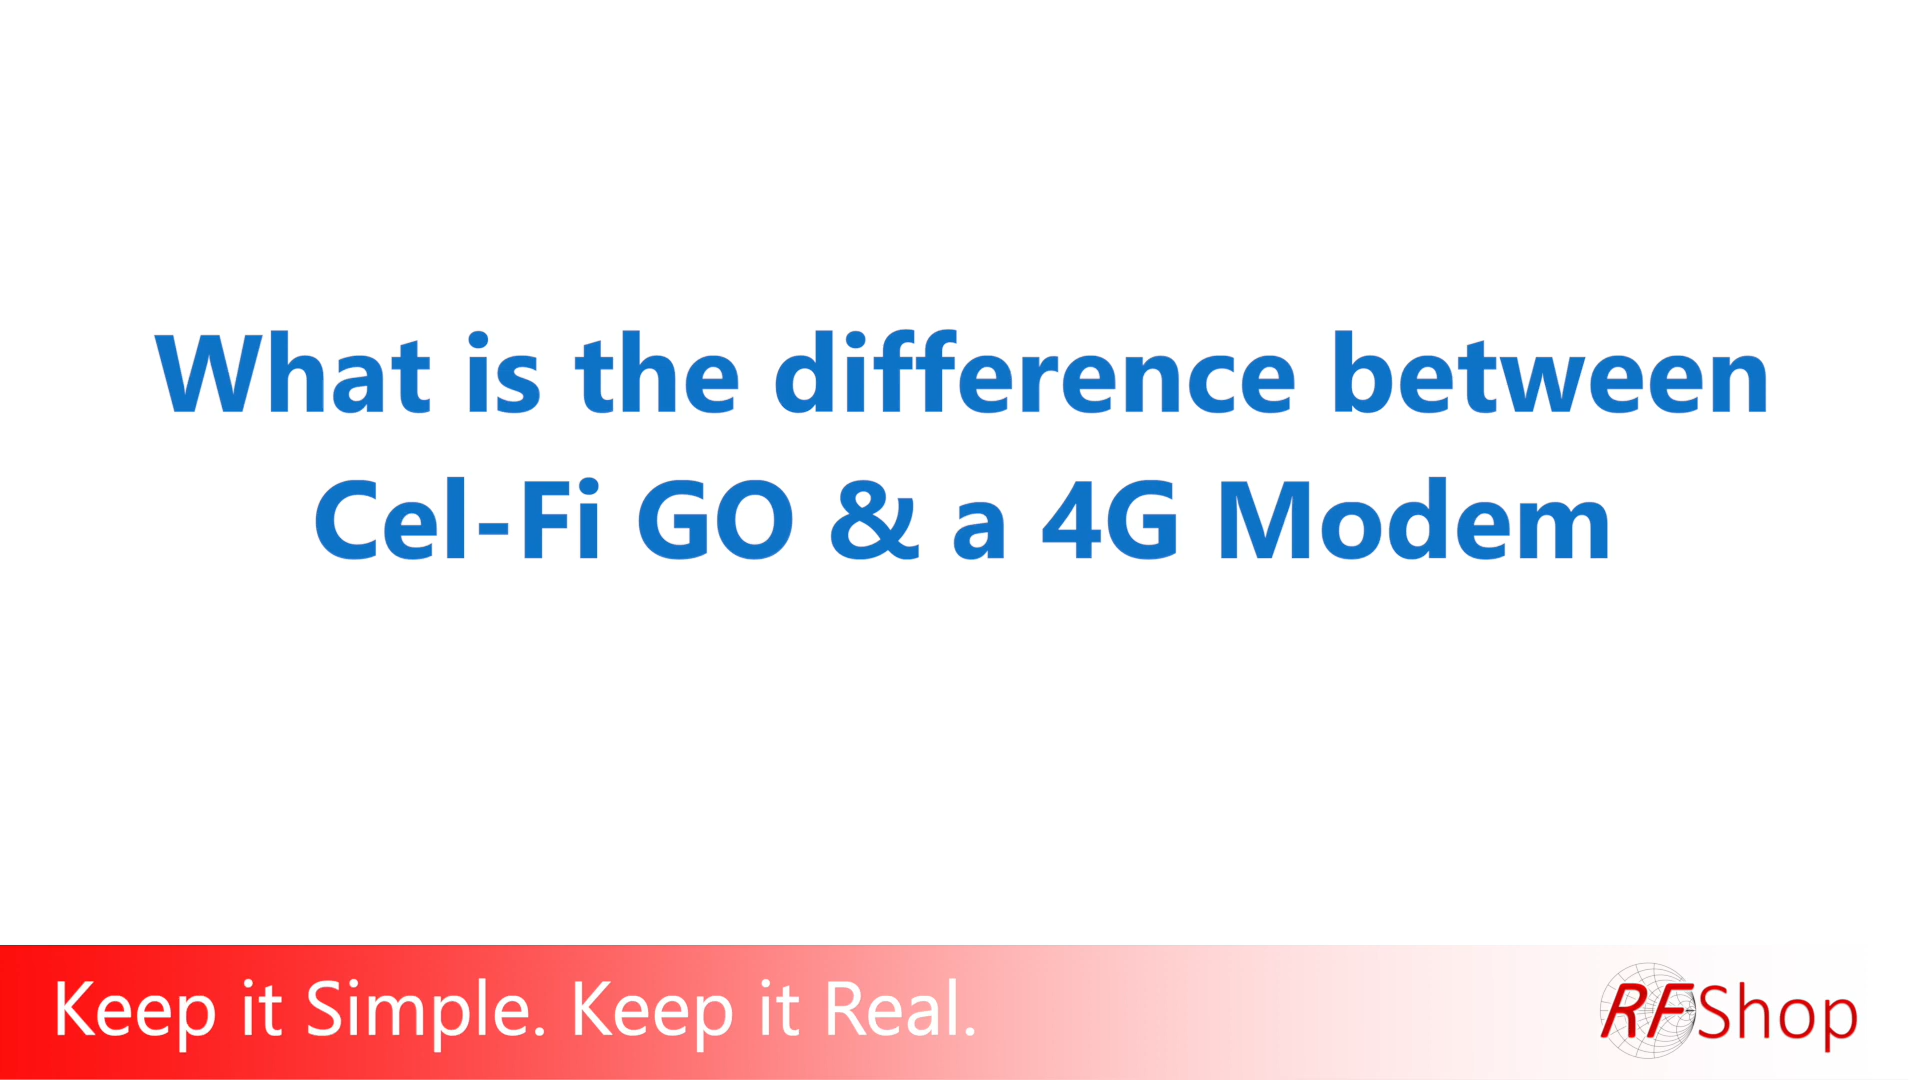 What is the difference between
Cel-Fi GO & a 4G Modem
Keep it Simple. Keep it Real.
RFShop